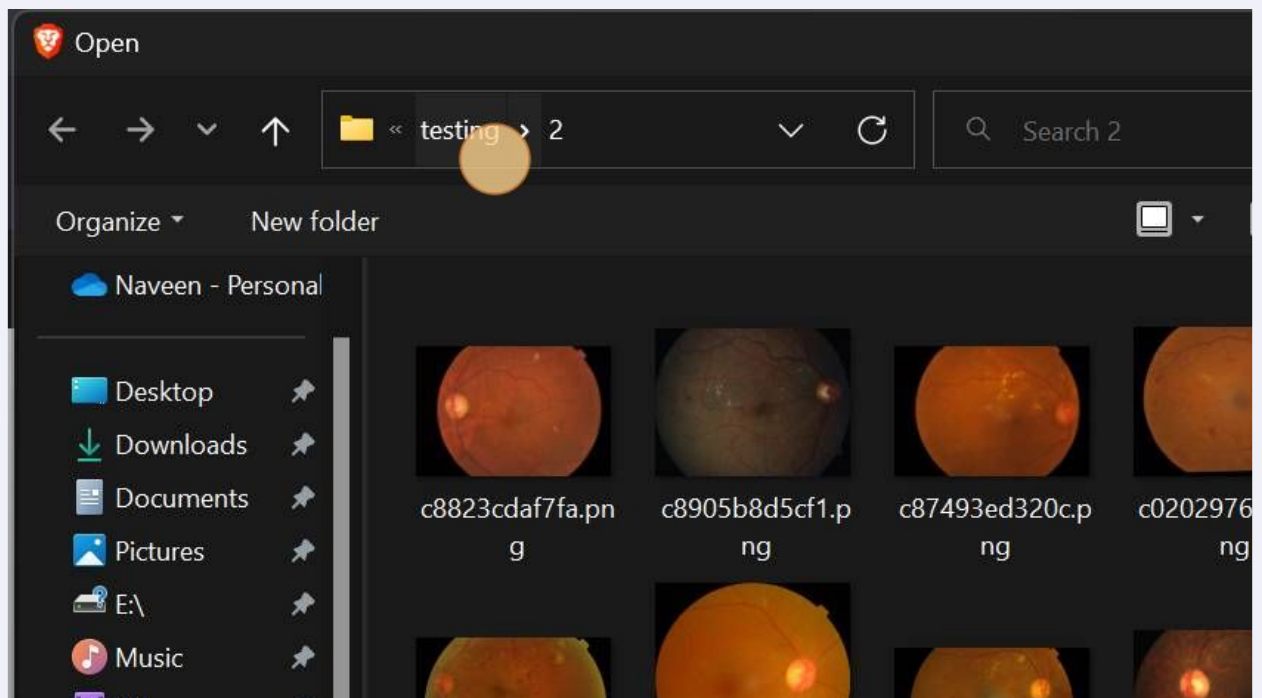 Open
« testing › 2
Search 2
Organize
New folder
Naveen - Personal
Desktop
Downloads
Documents
Pictures
E:\
Music
c8823cdaf7fa.pn
g
c8905b8d5cf1.p
ng
c87493ed320c.p
ng
c0202976
ng